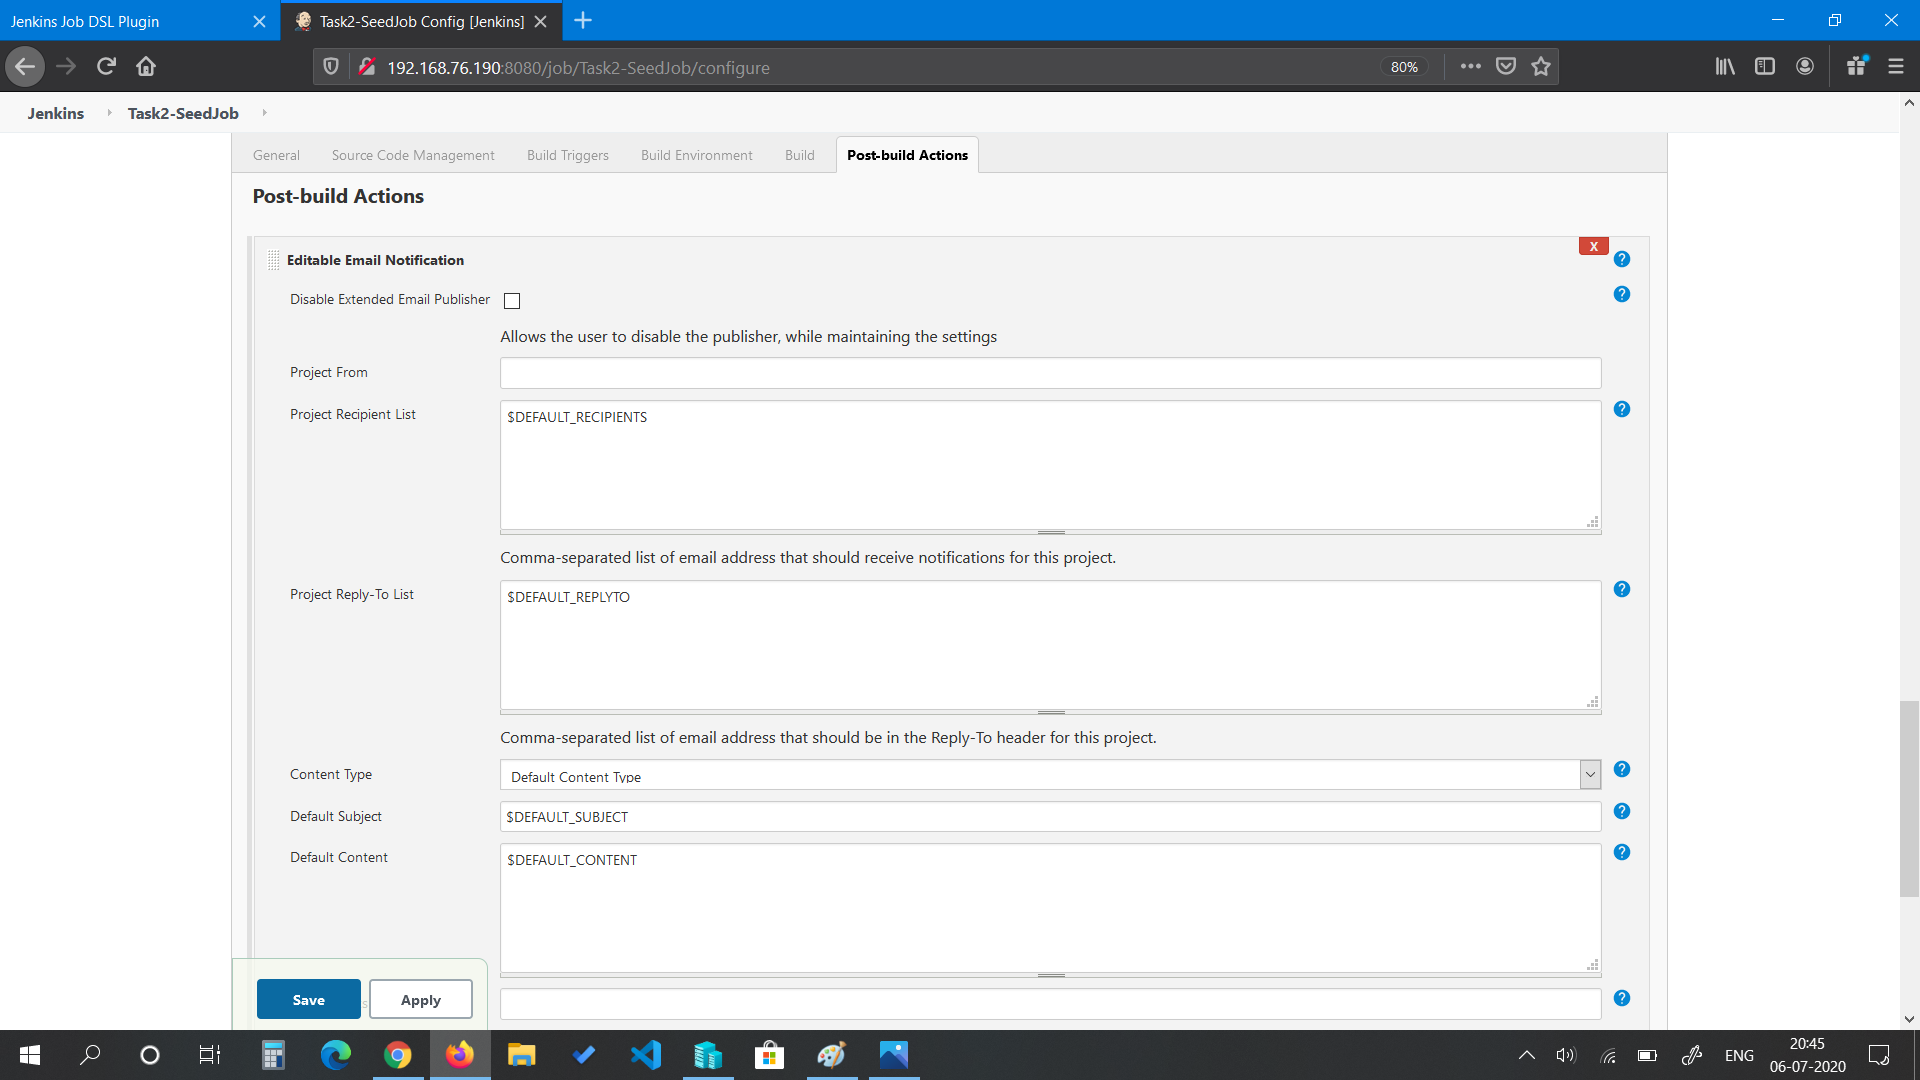 Jenkins Job DSL Plugin
Task2-SeedJob Config [Jenkins]
192.168.76.190:8080/job/Task2-SeedJob/configure
80%
Jenkins
Task2-SeedJob
General
Source Code Management
Build Triggers
Build Environment
Build
Post-build Actions
Post-build Actions
X
Editable Email Notification
Disable Extended Email Publisher
Allows the user to disable the publisher, while maintaining the settings
Project From
Project Recipient List
$DEFAULT_RECIPIENTS
Comma-separated list of email address that should receive notifications for this project.
Project Reply-To List
$DEFAULT_REPLYTO
Comma-separated list of email address that should be in the Reply-To header for this project.
Content Type
Default Content Type
Default Subject
$DEFAULT_SUBJECT
Default Content
$DEFAULT_CONTENT
Save
Apply
ENG
20:45
06-07-2020